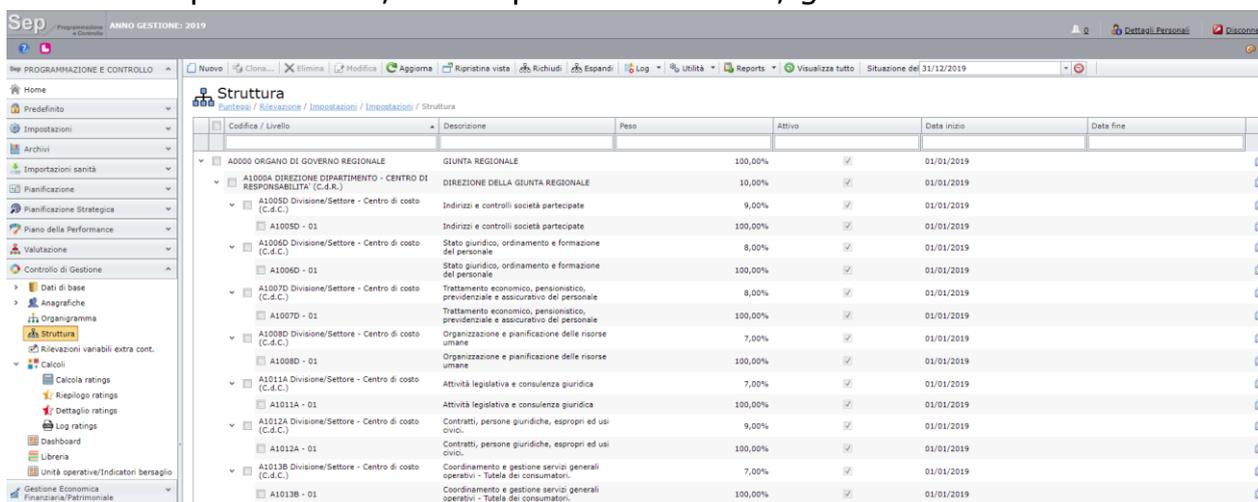 Sep Programmazione e Controllo ANNO GESTIONE: 2019
0 Dettagli Personali
Sep PROGRAMMAZIONE E CONTROLLO
Nuovo Clona... Elimina Modifica Aggiorna Ripristina vista Richiudi Espandi Log Utilità Reports Visualizza tutto Situazione del 31/12/2019
Home
Predefinito
Impostazioni
Archivi
Importazioni sanità
Pianificazione
Pianificazione Strategica
Piano della Performance
Valutazione
Controllo di Gestione
Dati di base
Anagrafiche
Organigramma
Struttura
Rilevazioni variabili extra cont.
Calcoli
Calcola ratings
Riepilogo ratings
Dettaglio ratings
Log ratings
Dashboard
Libreria
Unità operative/Indicatori bersaglio
Gestione Economica Finanziaria/Patrimoniale
Struttura
Punteggi / Rilevazione / Impostazioni / Impostazioni / Struttura
Codifica / Livello Descrizione Peso Attivo Data inizio Data fine
A0000 ORGANO DI GOVERNO REGIONALE GIUNTA REGIONALE 100,00% 01/01/2019
A1000A DIREZIONE DIPARTIMENTO - CENTRO DI RESPONSABILITA' (C.d.R.) DIREZIONE DELLA GIUNTA REGIONALE 10,00% 01/01/2019
A1005D Divisione/Settore - Centro di costo (C.d.C.) Indirizzi e controlli società partecipate 9,00% 01/01/2019
A1005D - 01 Indirizzi e controlli società partecipate 100,00% 01/01/2019
A1006D Divisione/Settore - Centro di costo (C.d.C.) Stato giuridico, ordinamento e formazione del personale 8,00% 01/01/2019
A1006D - 01 Stato giuridico, ordinamento e formazione del personale 100,00% 01/01/2019
A1007D Divisione/Settore - Centro di costo (C.d.C.) Trattamento economico, pensionistico, previdenziale e assicurativo del personale 8,00% 01/01/2019
A1007D - 01 Trattamento economico, pensionistico, previdenziale e assicurativo del personale 100,00% 01/01/2019
A1008D Divisione/Settore - Centro di costo (C.d.C.) Organizzazione e pianificazione delle risorse umane 7,00% 01/01/2019
A1008D - 01 Organizzazione e pianificazione delle risorse umane 100,00% 01/01/2019
A1011A Divisione/Settore - Centro di costo (C.d.C.) Attività legislativa e consulenza giuridica 7,00% 01/01/2019
A1011A - 01 Attività legislativa e consulenza giuridica 100,00% 01/01/2019
A1012A Divisione/Settore - Centro di costo (C.d.C.) Contratti, persone giuridiche, espropri ed usi civici. 9,00% 01/01/2019
A1012A - 01 Contratti, persone giuridiche, espropri ed usi civici. 100,00% 01/01/2019
A1013B Divisione/Settore - Centro di costo (C.d.C.) Coordinamento e gestione servizi generali operativi - Tutela dei consumatori. 7,00% 01/01/2019
A1013B - 01 Coordinamento e gestione servizi generali operativi - Tutela dei consumatori. 100,00% 01/01/2019